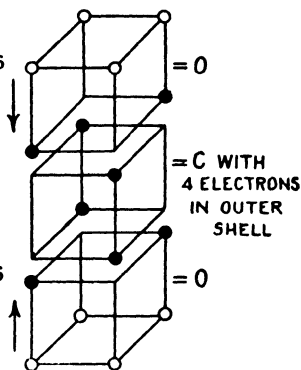 = O
= C WITH
4 ELECTRONS
IN OUTER
SHELL
= O